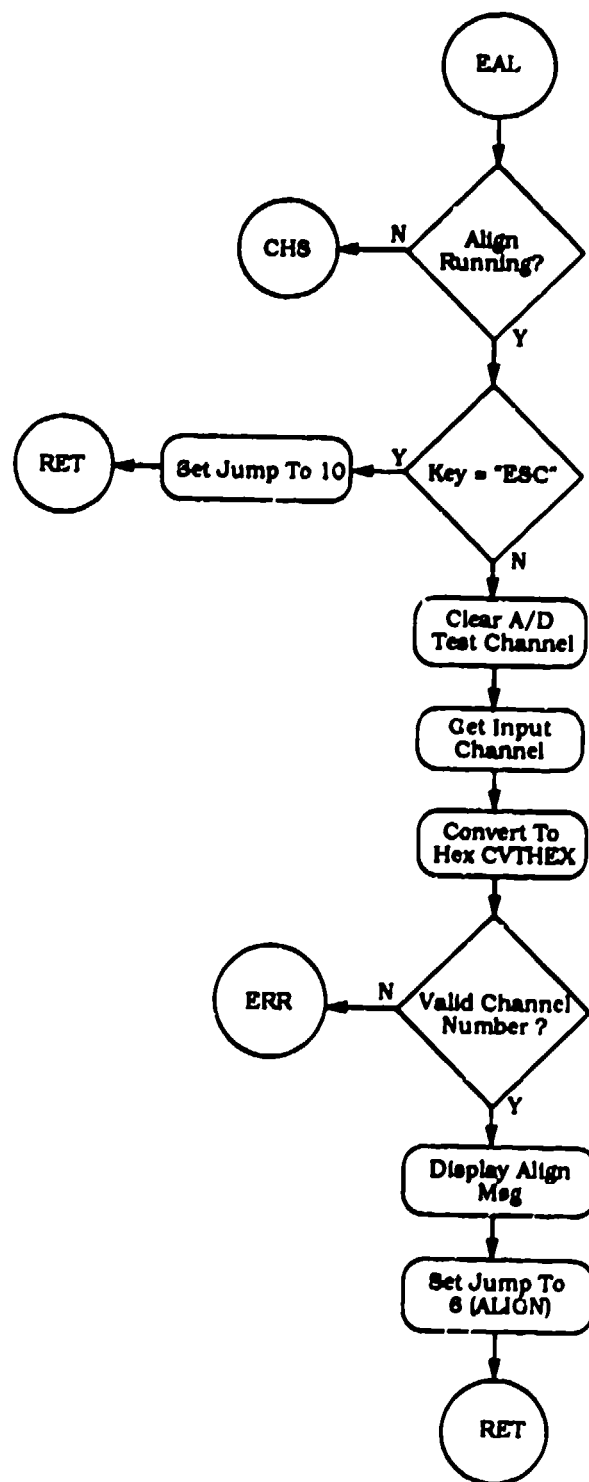 EAL
N
CHS
Align
Running?
Y
RET
Set Jump To 10
Y
Key = "ESC"
N
Clear A/D
Test Channel
Get Input
Channel
Convert To
Hex CVTHEX
ERR
N
Valid Channel
Number ?
Y
Display Align
Msg
Set Jump To
6 (ALIGN)
RET